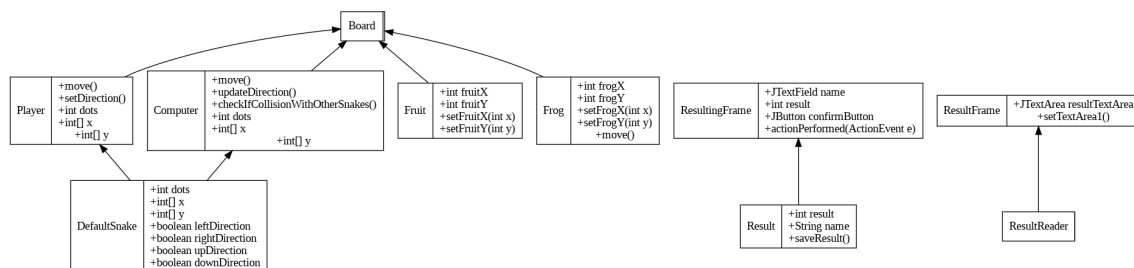 Board
Player
+move()
+setDirection()
+int dots
+int[] x
+int[] y
Computer
+move()
+updateDirection()
+checkIfCollisionWithOtherSnakes()
+int dots
+int[] x
+int[] y
Fruit
+int fruitX
+int fruitY
+setFruitX(int x)
+setFruitY(int y)
Frog
+int frogX
+int frogY
+setFrogX(int x)
+setFrogY(int y)
+move()
ResultingFrame
+JTextField name
+int result
+JButton confirmButton
+actionPerformed(ActionEvent e)
ResultFrame
+JTextArea resultTextArea
+setTextArea1()
DefaultSnake
+int dots
+int[] x
+int[] y
+boolean leftDirection
+boolean rightDirection
+boolean upDirection
+boolean downDirection
Result
+int result
+String name
+saveResult()
ResultReader